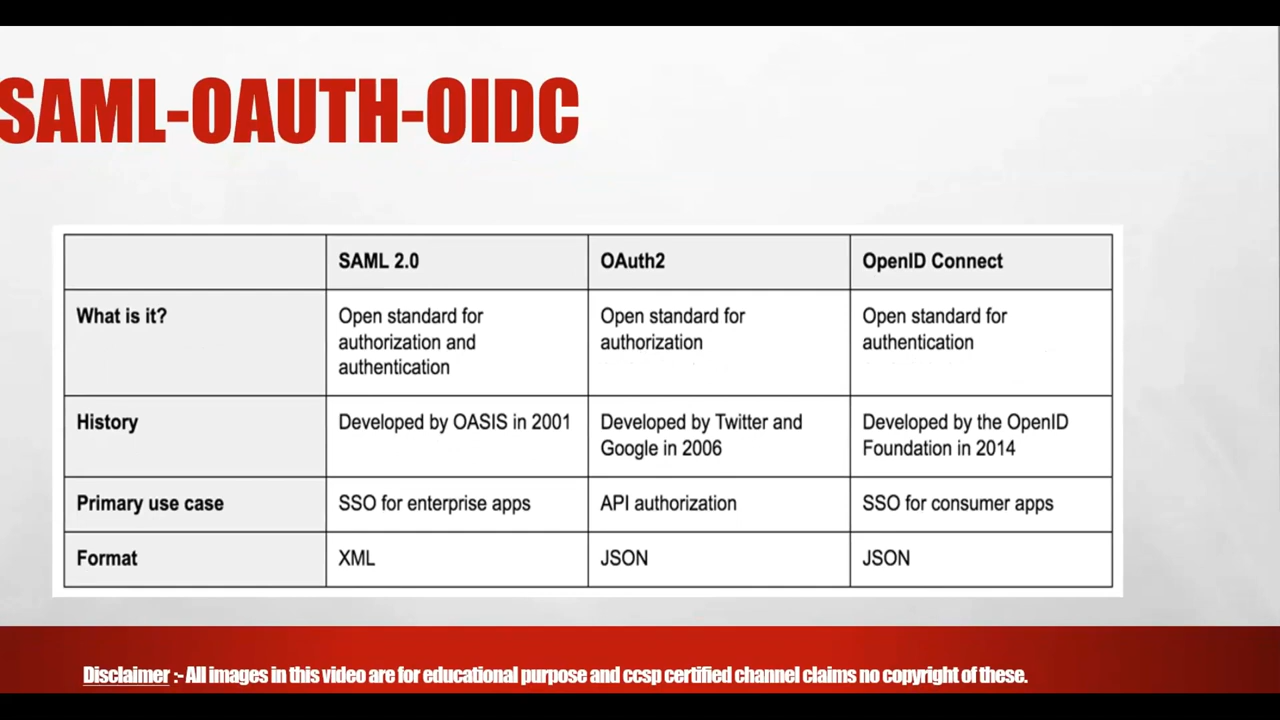 SAML-OAUTH-OIDC
SAML 2.0 OAuth2 OpenID Connect
What is it? Open standard for Open standard for Open standard for
authorization and authorization authentication
authentication
History Developed by OASIS in 2001 Developed by Twitter and Developed by the OpenID
Google in 2006 Foundation in 2014
Primary use case SSO for enterprise apps API authorization SSO for consumer apps
Format XML JSON JSON
Disclaimer :- All images in this video are for educational purpose and ccsp certified channel claims no copyright of these.